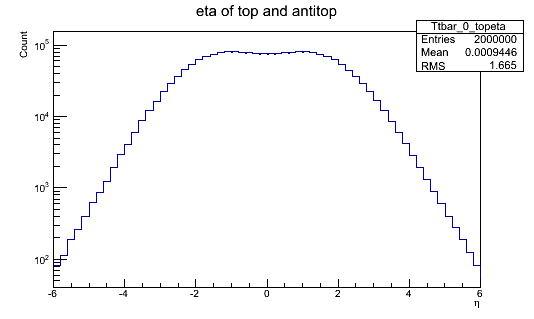 eta of top and antitop
Ttbar_0_topeta
Entries 2000000
Mean 0.0009446
RMS 1.665
Count
10^5
10^4
10^3
10^2
-6 -4 -2 0 2 4 6
η